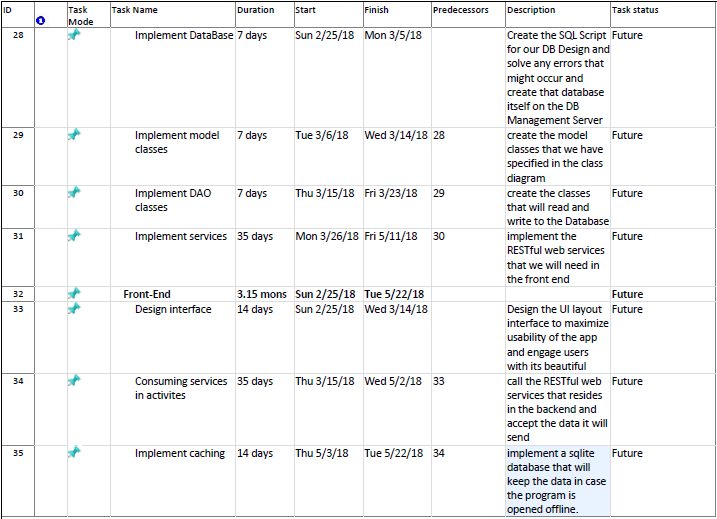 ID Task Mode Task Name Duration Start Finish Predecessors Description Task status
28 Implement DataBase 7 days Sun 2/25/18 Mon 3/5/18 Create the SQL Script Future
for our DB Design and
solve any errors that
might occur and
create that database
itself on the DB
Management Server
29 Implement model 7 days Tue 3/6/18 Wed 3/14/18 28 create the model Future
classes classes that we have
specified in the class
diagram
30 Implement DAO 7 days Thu 3/15/18 Fri 3/23/18 29 create the classes Future
classes that will read and
write to the Database
31 Implement services 35 days Mon 3/26/18 Fri 5/11/18 30 implement the Future
RESTful web services
that we will need in
the front end
32 Front-End 3.15 mons Sun 2/25/18 Tue 5/22/18 Future
33 Design interface 14 days Sun 2/25/18 Wed 3/14/18 Design the UI layout Future
interface to maximize
usability of the app
and engage users
with its beautiful
34 Consuming services 35 days Thu 3/15/18 Wed 5/2/18 33 call the RESTful web Future
in activites services that resides
in the backend and
accept the data it will
send
35 Implement caching 14 days Thu 5/3/18 Tue 5/22/18 34 implement a sqlite Future
database that will
keep the data in case
the program is
opened offline.